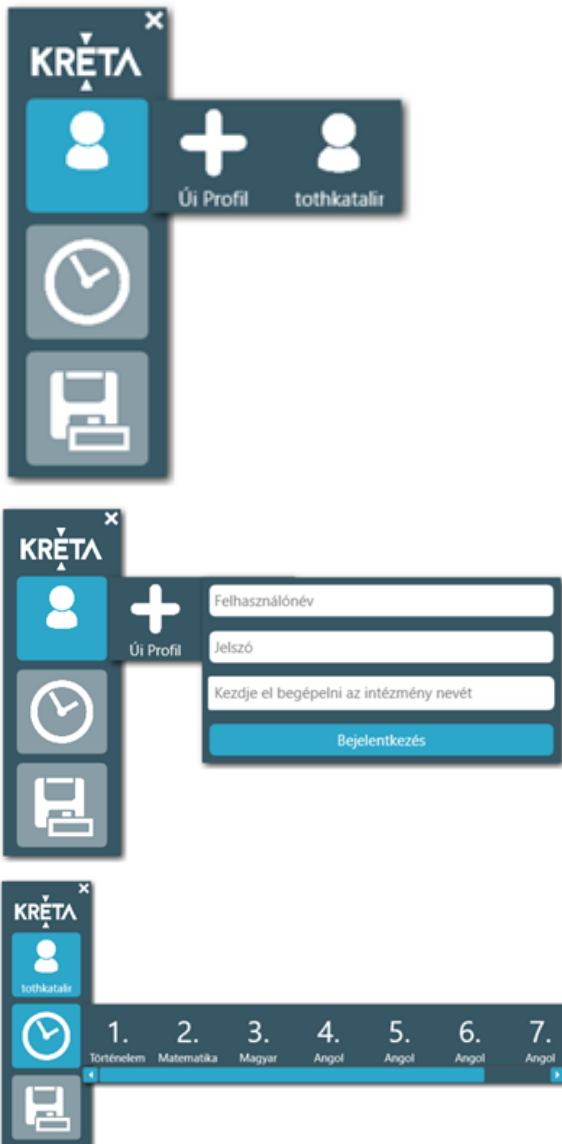 KRÉTA
Új Profil tothkatalir
KRÉTA
Felhasználónév
Új Profil
Jelszó
Kezdje el begépelni az intézmény nevét
Bejelentkezés
KRÉTA
tothkatalir
1. 2. 3. 4. 5. 6. 7.
Történelem Matematika Magyar Angol Angol Angol Angol